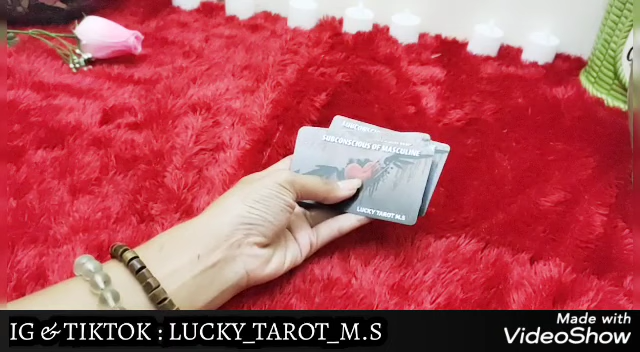 SUBCONSCIOUS OF MASCULINE
LUCKY TAROT M.S
IG & TIKTOK : LUCKY_TAROT_M.S
Made with
VideoShow